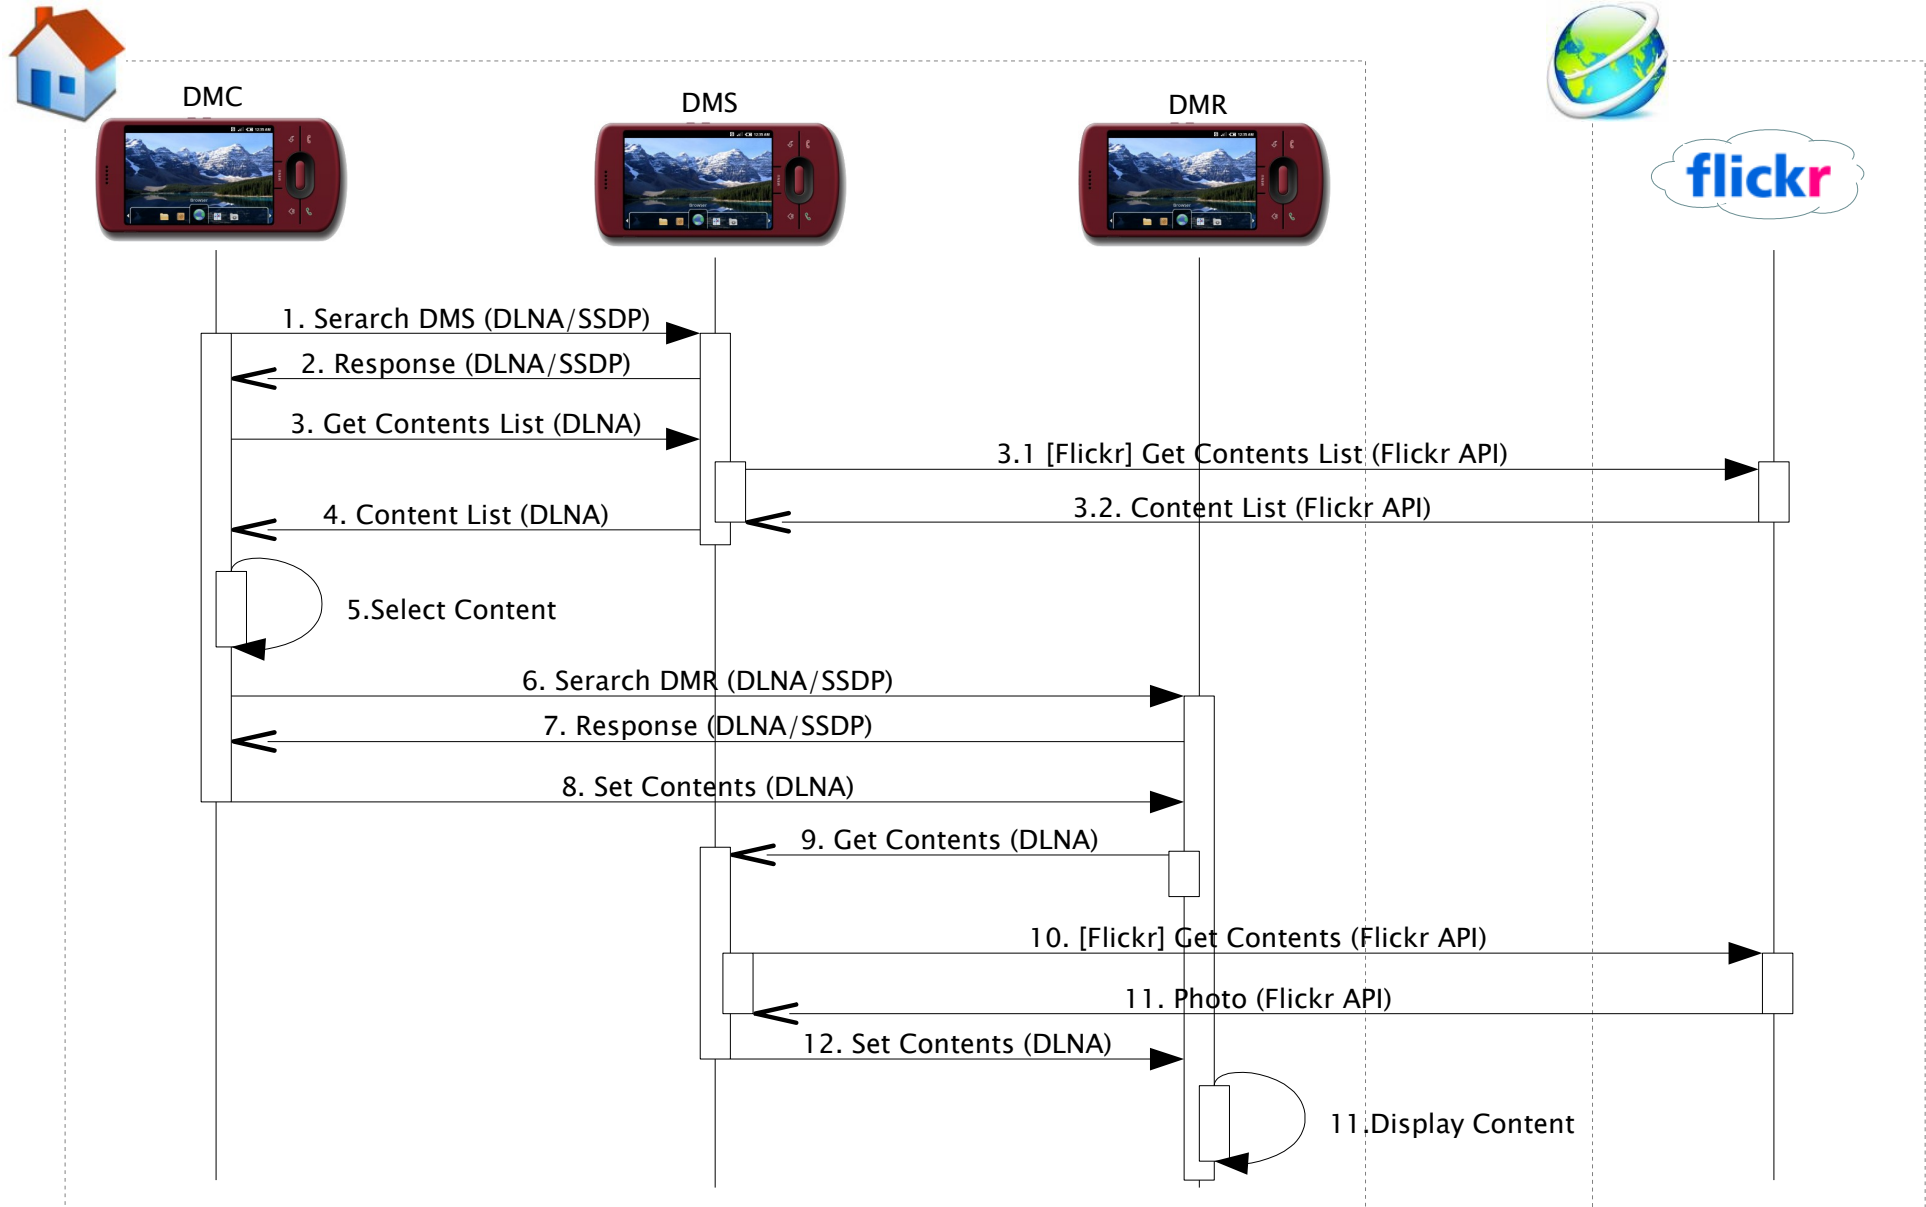 DMC
DMS
DMR
flickr
1. Serarch DMS (DLNA/SSDP)
2. Response (DLNA/SSDP)
3. Get Contents List (DLNA)
3.1 [Flickr] Get Contents List (Flickr API)
3.2. Content List (Flickr API)
4. Content List (DLNA)
5.Select Content
6. Serarch DMR (DLNA/SSDP)
7. Response (DLNA/SSDP)
8. Set Contents (DLNA)
9. Get Contents (DLNA)
10. [Flickr] Get Contents (Flickr API)
11. Photo (Flickr API)
12. Set Contents (DLNA)
11.Display Content